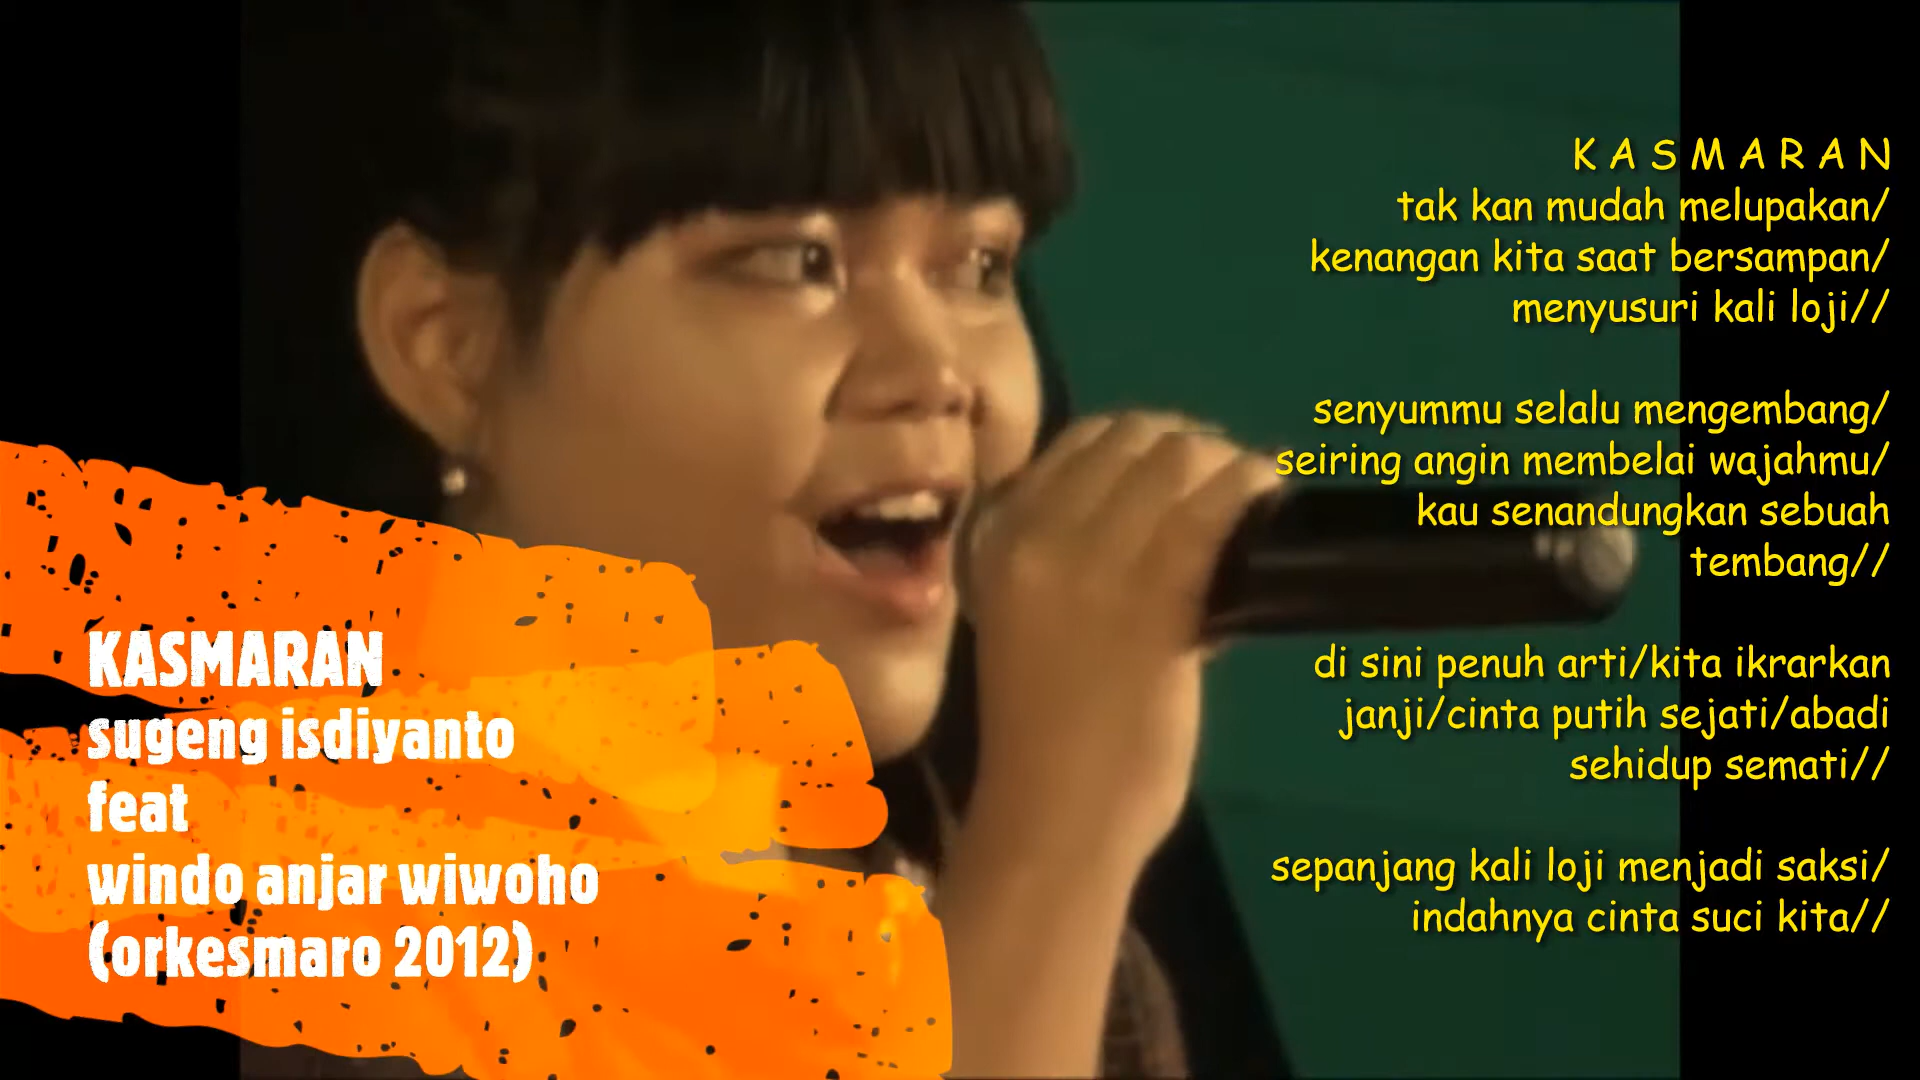 KASMARAN
sugeng isdiyanto
feat
windo anjar wiwoho
(orkesmaro 2012)
K A S M A R A N
tak kan mudah melupakan/
kenangan kita saat bersampan/
menyusuri kali loji//
senyummu selalu mengembang/
seiring angin membelai wajahmu/
kau senandungkan sebuah
tembang//
di sini penuh arti/kita ikrarkan
janji/cinta putih sejati/abadi
sehidup semati//
sepanjang kali loji menjadi saksi/
indahnya cinta suci kita//